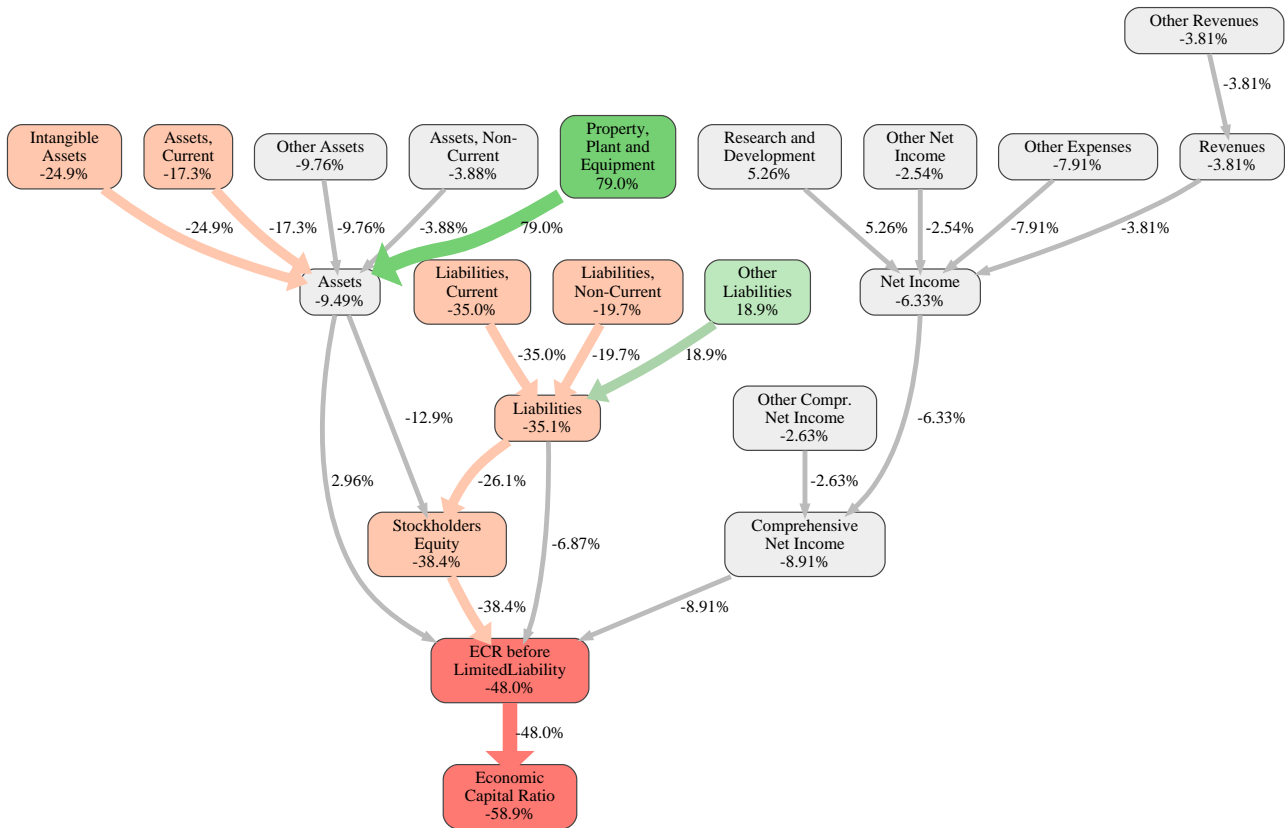 Other Revenues
-3.81%
-3.81%
Intangible
Assets
-24.9%
Assets,
Current
-17.3%
Other Assets
-9.76%
Assets, Non-
Current
-3.88%
Property,
Plant and
Equipment
79.0%
Research and
Development
5.26%
Other Net
Income
-2.54%
Other Expenses
-7.91%
Revenues
-3.81%
-24.9%
-17.3%
-9.76%
-3.88%
79.0%
5.26%
-2.54%
-7.91%
-3.81%
Assets
-9.49%
Liabilities,
Current
-35.0%
Liabilities,
Non-Current
-19.7%
Other
Liabilities
18.9%
Net Income
-6.33%
-35.0%
-19.7%
18.9%
-12.9%
Liabilities
-35.1%
Other Compr.
Net Income
-2.63%
-6.33%
2.96%
-26.1%
-2.63%
Stockholders
Equity
-38.4%
-6.87%
Comprehensive
Net Income
-8.91%
-38.4%
-8.91%
ECR before
LimitedLiability
-48.0%
-48.0%
Economic
Capital Ratio
-58.9%